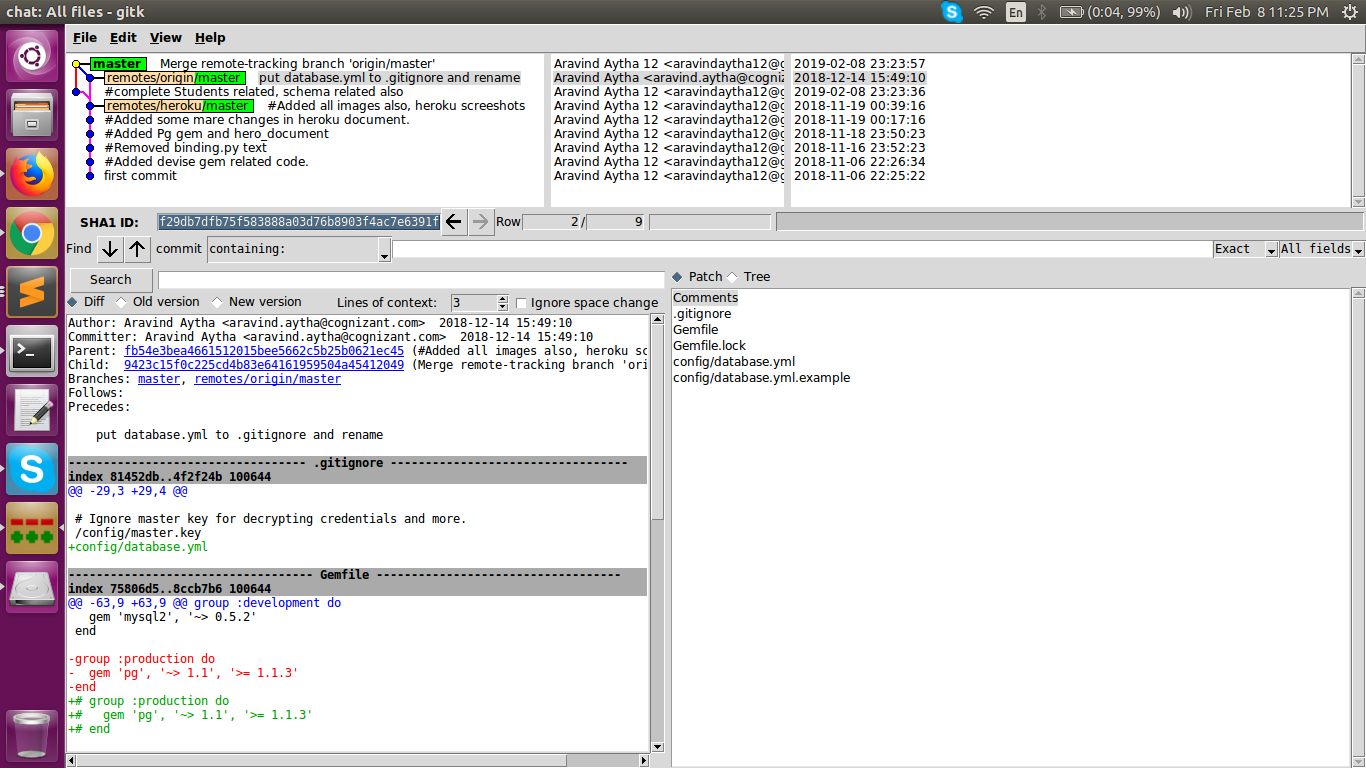 chat: All files - gitk
En
(0:04, 99%)
Fri Feb 8 11:25 PM
File Edit View Help
master Merge remote-tracking branch 'origin/master' Aravind Aytha 12 <aravindaytha12@g 2019-02-08 23:23:57
remotes/origin/master put database.yml to .gitignore and rename Aravind Aytha <aravind.aytha@cogniz 2018-12-14 15:49:10
#complete Students related, schema related also Aravind Aytha 12 <aravindaytha12@g 2019-02-08 23:23:36
remotes/heroku/master #Added all images also, heroku screeshots Aravind Aytha 12 <aravindaytha12@g 2018-11-19 00:39:16
#Added some mare changes in heroku document. Aravind Aytha 12 <aravindaytha12@g 2018-11-19 00:17:16
#Added Pg gem and hero_document Aravind Aytha 12 <aravindaytha12@g 2018-11-18 23:50:23
#Removed binding.py text Aravind Aytha 12 <aravindaytha12@g 2018-11-16 23:52:23
#Added devise gem related code. Aravind Aytha 12 <aravindaytha12@g 2018-11-06 22:26:34
first commit Aravind Aytha 12 <aravindaytha12@g 2018-11-06 22:25:22
SHA1 ID: f29db7dfb75f583888a03d76b8903f4ac7e6391f Row 2 / 9
Find commit containing: Exact All fields
Search
Patch Tree
Diff Old version New version Lines of context: 3 Ignore space change
Author: Aravind Aytha <aravind.aytha@cognizant.com> 2018-12-14 15:49:10
Committer: Aravind Aytha <aravind.aytha@cognizant.com> 2018-12-14 15:49:10
Parent: fb54e3bea4661512015bee5662c5b25b0621ec45 (#Added all images also, heroku sc
Child: 9423c15f0c225cd4b83e64161959504a45412049 (Merge remote-tracking branch 'ori
Branches: master, remotes/origin/master
Follows:
Precedes:
put database.yml to .gitignore and rename
---------------------------------- .gitignore ----------------------------------
index 81452db..4f2f24b 100644
@@ -29,3 +29,4 @@
# Ignore master key for decrypting credentials and more.
/config/master.key
+config/database.yml
----------------------------------- Gemfile -----------------------------------
index 75806d5..8ccb7b6 100644
@@ -63,9 +63,9 @@ group :development do
gem 'mysql2', '~> 0.5.2'
end
-group :production do
- gem 'pg', '~> 1.1', '>= 1.1.3'
-end
+# group :production do
+# gem 'pg', '~> 1.1', '>= 1.1.3'
+# end
Comments
.gitignore
Gemfile
Gemfile.lock
config/database.yml
config/database.yml.example